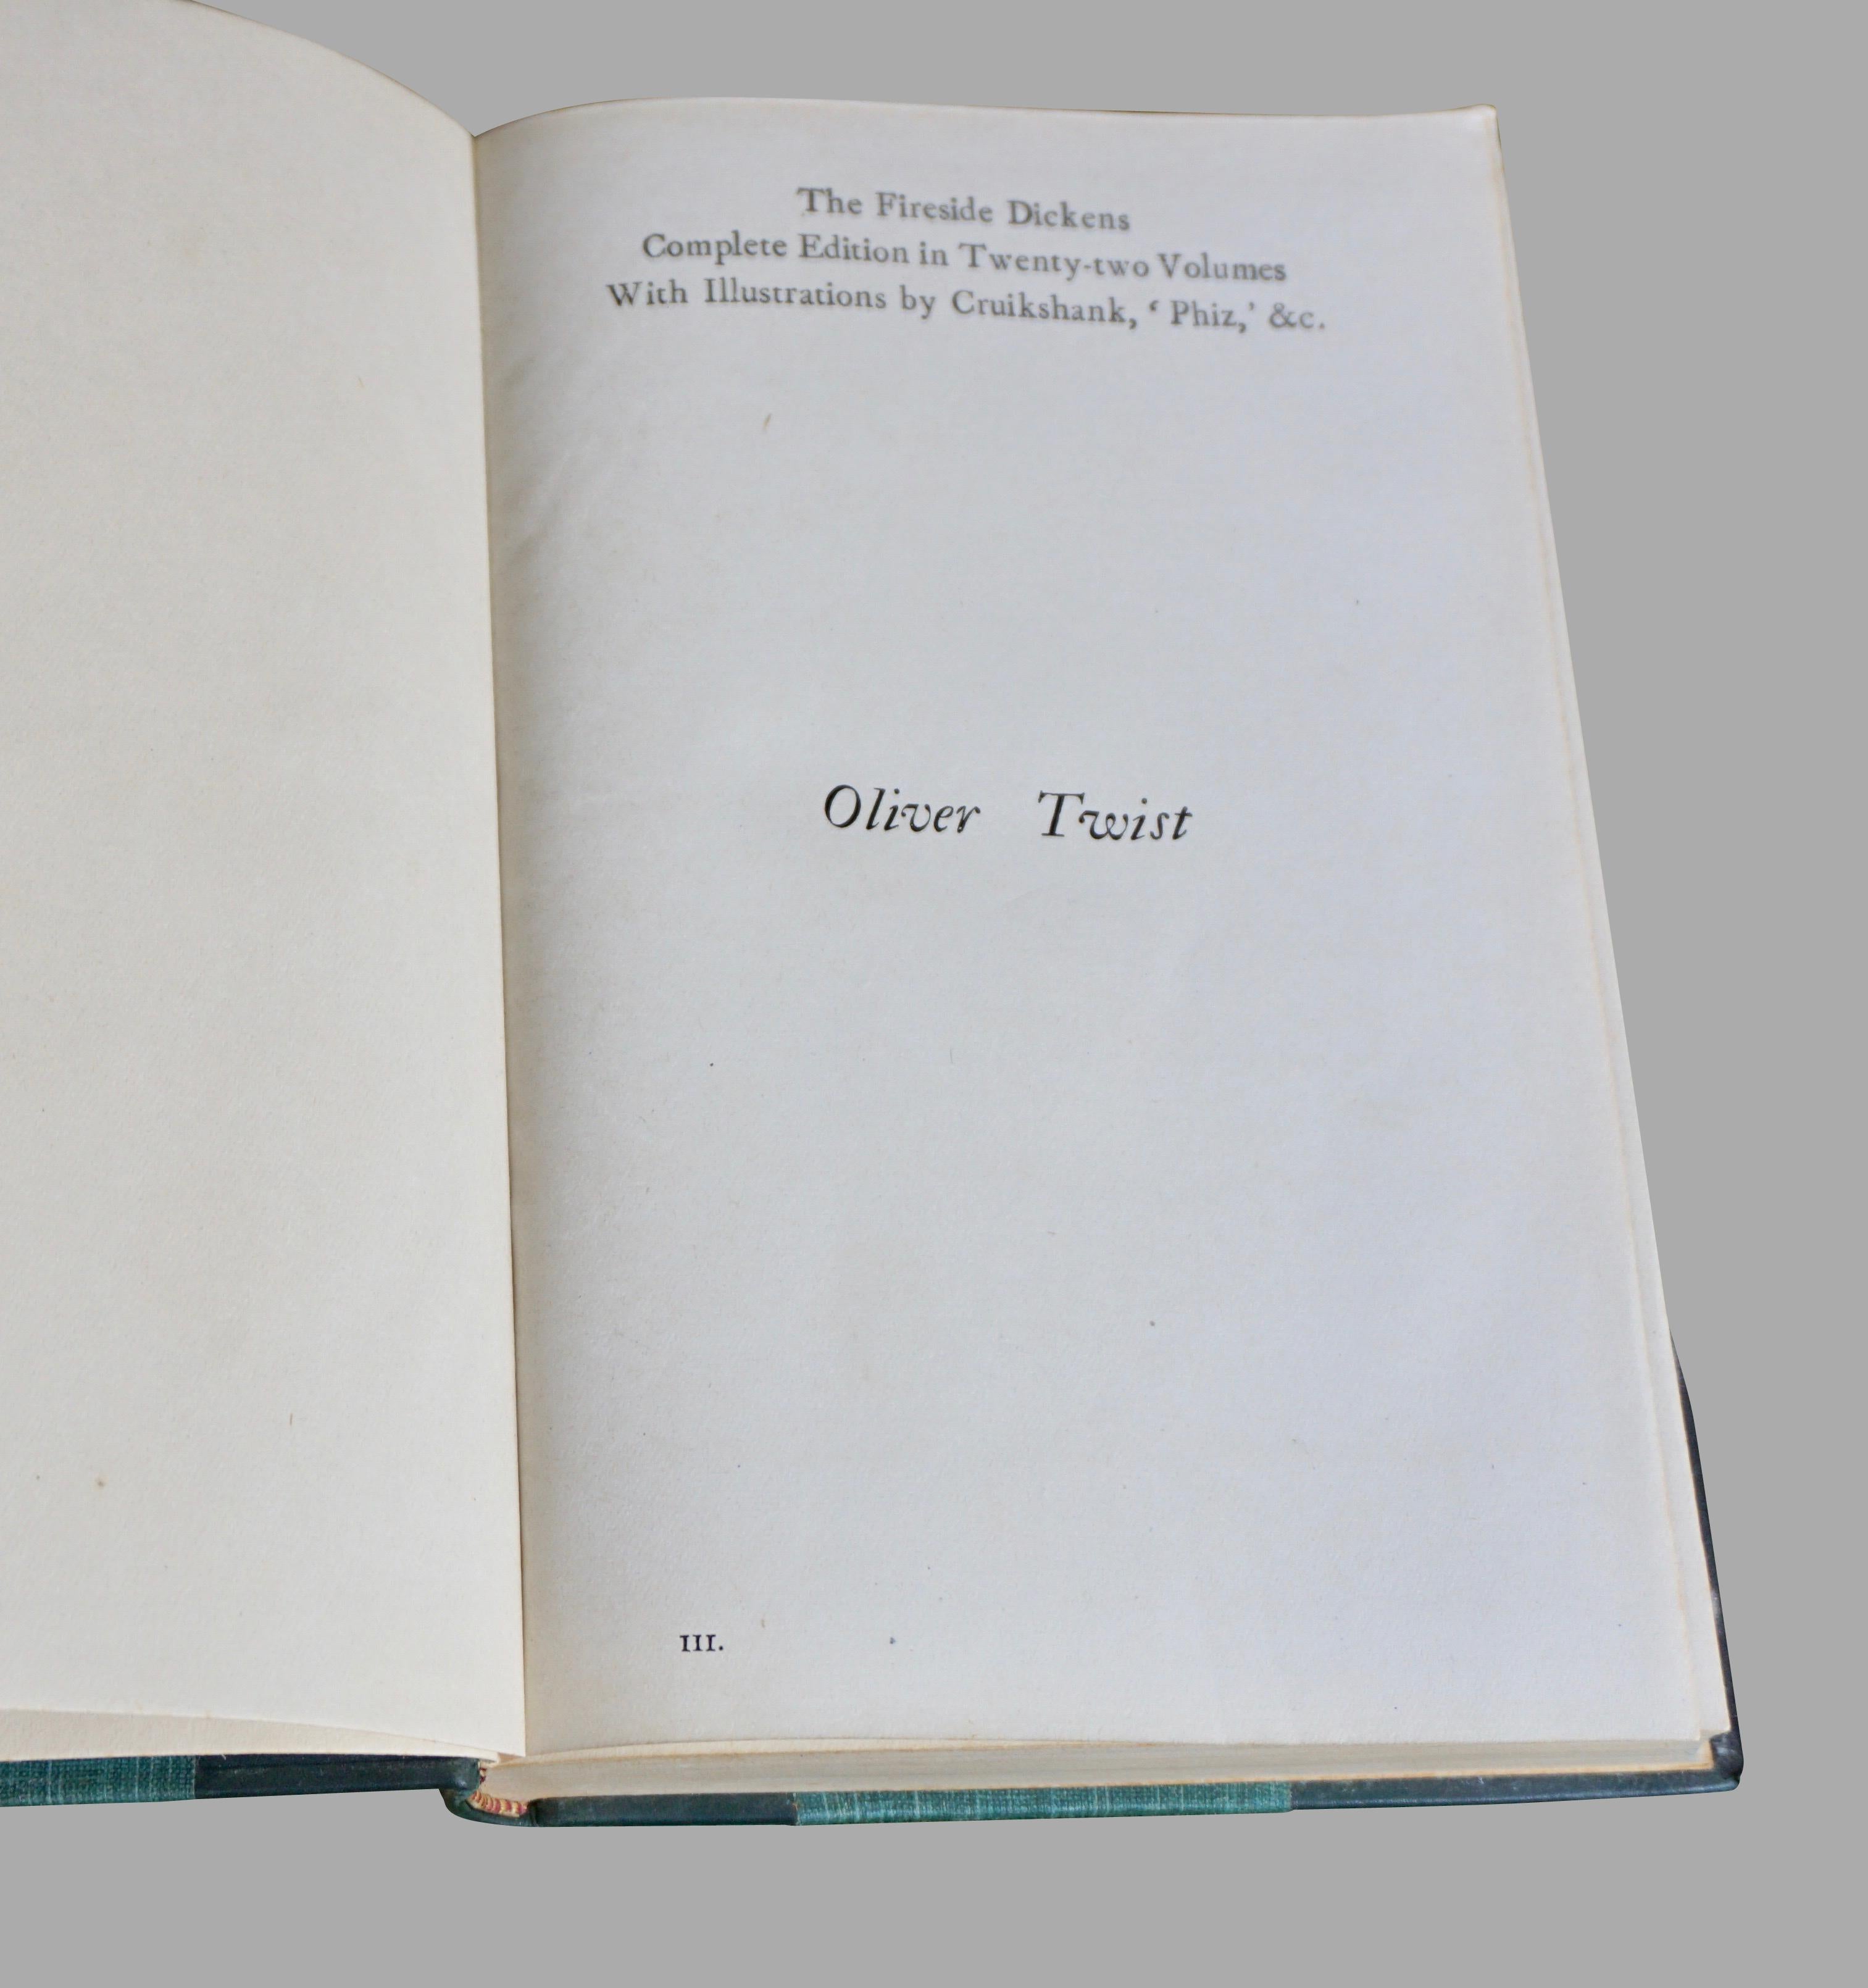 The Fireside Dickens
Complete Edition in Twenty-two Volumes
With Illustrations by Cruikshank, ‘ Phiz,’ &c.
Oliver Twist
III.